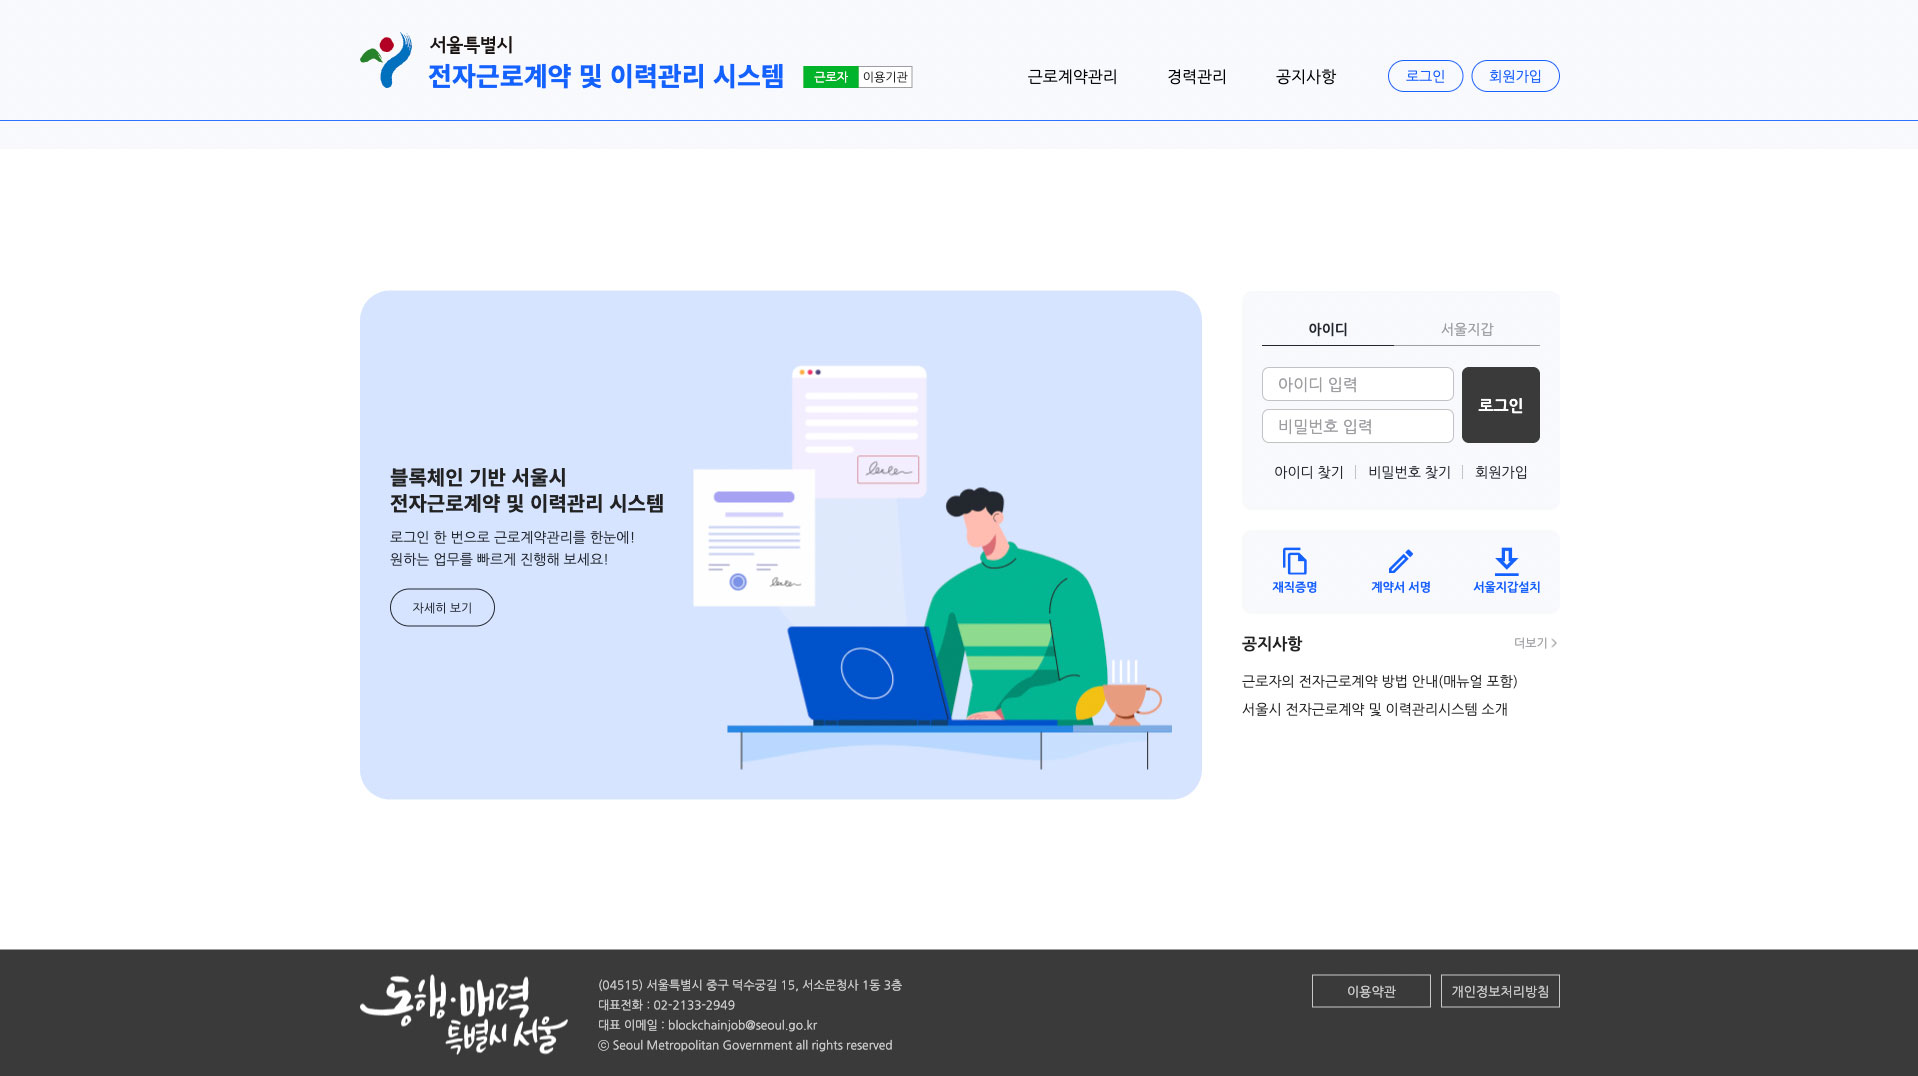 서울특별시
전자근로계약 및 이력관리 시스템
근로자 이용기관
근로계약관리 경력관리 공지사항
로그인 회원가입
블록체인 기반 서울시
전자근로계약 및 이력관리 시스템
로그인 한 번으로 근로계약관리를 한눈에!
원하는 업무를 빠르게 진행해 보세요!
자세히 보기
아이디 서울지갑
아이디 입력
비밀번호 입력
로그인
아이디 찾기 비밀번호 찾기 회원가입
재직증명 계약서 서명 서울지갑설치
공지사항 더보기
근로자의 전자근로계약 방법 안내(매뉴얼 포함)
서울시 전자근로계약 및 이력관리시스템 소개
동행·매력
특별시 서울
(04515) 서울특별시 중구 덕수궁길 15, 서소문청사 1동 3층
대표전화 : 02-2133-2949
대표 이메일 : blockchainjob@seoul.go.kr
ⓒ Seoul Metropolitan Government all rights reserved
이용약관 개인정보처리방침